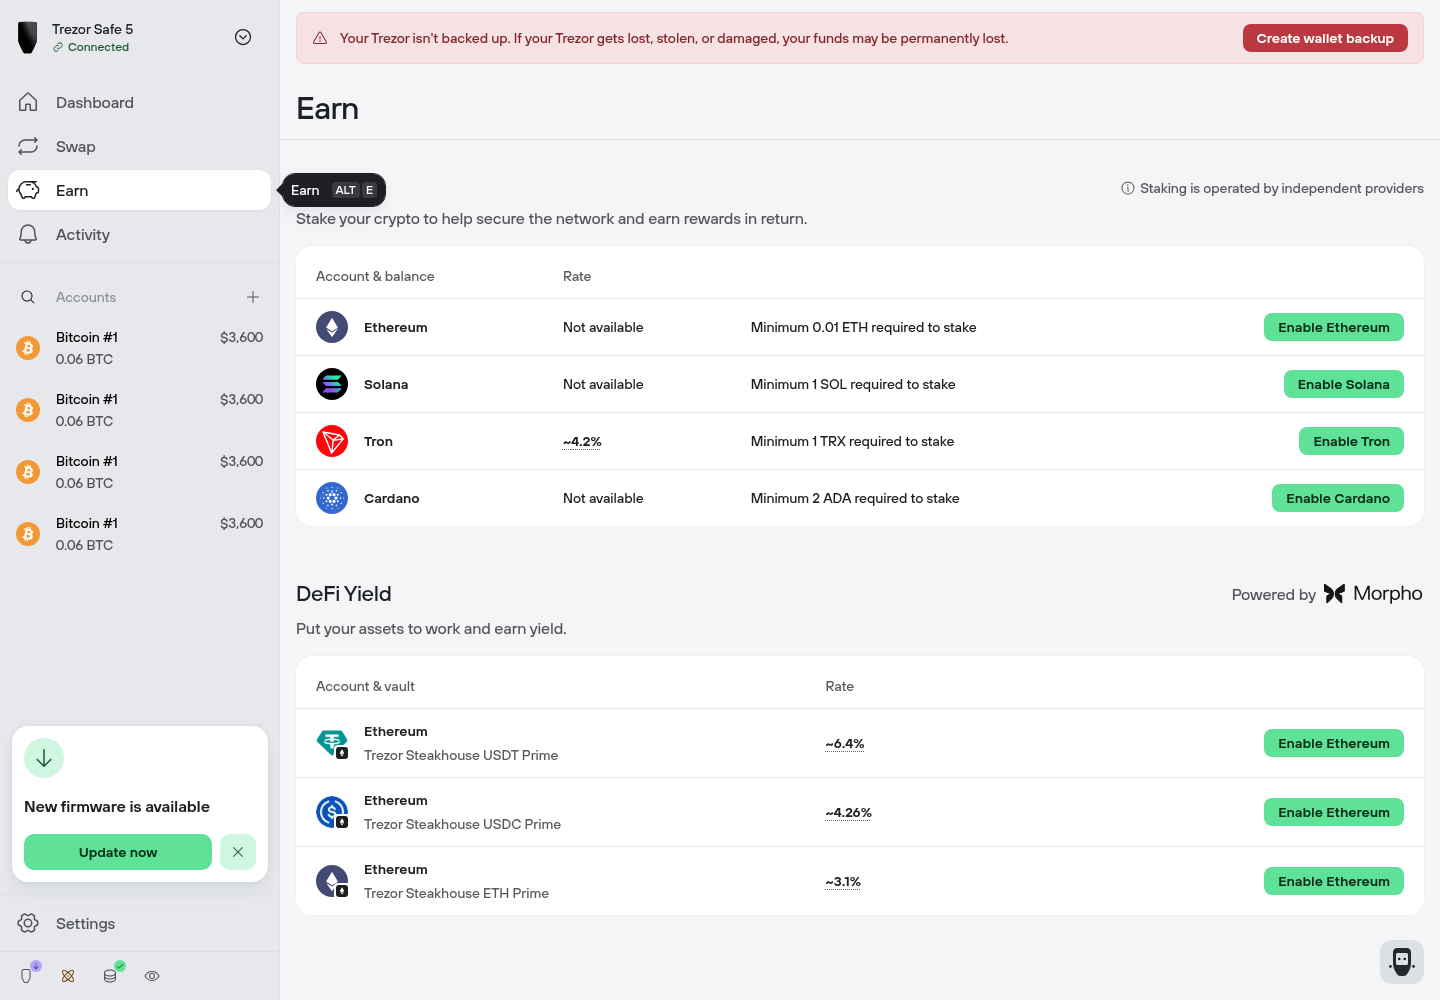 Trezor Safe 5
Connected
Dashboard
Swap
Earn
Activity
Accounts
Bitcoin #1 $3,600
0.06 BTC
Bitcoin #1 $3,600
0.06 BTC
Bitcoin #1 $3,600
0.06 BTC
Bitcoin #1 $3,600
0.06 BTC
New firmware is available
Update now
Settings
Your Trezor isn't backed up. If your Trezor gets lost, stolen, or damaged, your funds may be permanently lost.
Create wallet backup
Earn
Earn ALT E
Staking is operated by independent providers
Stake your crypto to help secure the network and earn rewards in return.
Account & balance Rate
Ethereum Not available Minimum 0.01 ETH required to stake Enable Ethereum
Solana Not available Minimum 1 SOL required to stake Enable Solana
Tron ~4.2% Minimum 1 TRX required to stake Enable Tron
Cardano Not available Minimum 2 ADA required to stake Enable Cardano
DeFi Yield
Powered by Morpho
Put your assets to work and earn yield.
Account & vault Rate
Ethereum
Trezor Steakhouse USDT Prime
~6.4% Enable Ethereum
Ethereum
Trezor Steakhouse USDC Prime
~4.26% Enable Ethereum
Ethereum
Trezor Steakhouse ETH Prime
~3.1% Enable Ethereum